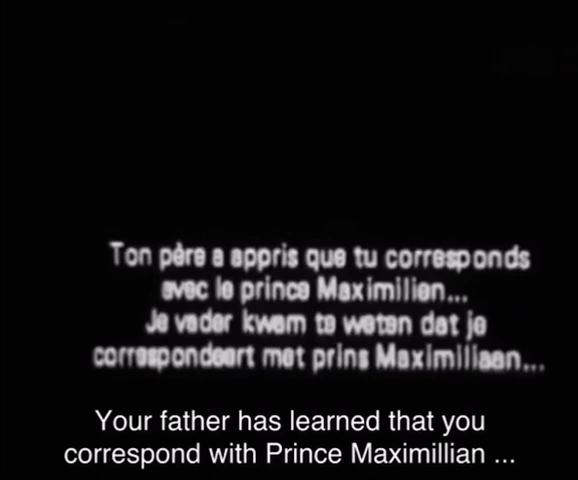 Ton père a appris que tu corresponds
avec le prince Maximilien...
Je vader kwam te weten dat je
correspondeert met prins Maximiliaan...
Your father has learned that you
correspond with Prince Maximillian ...